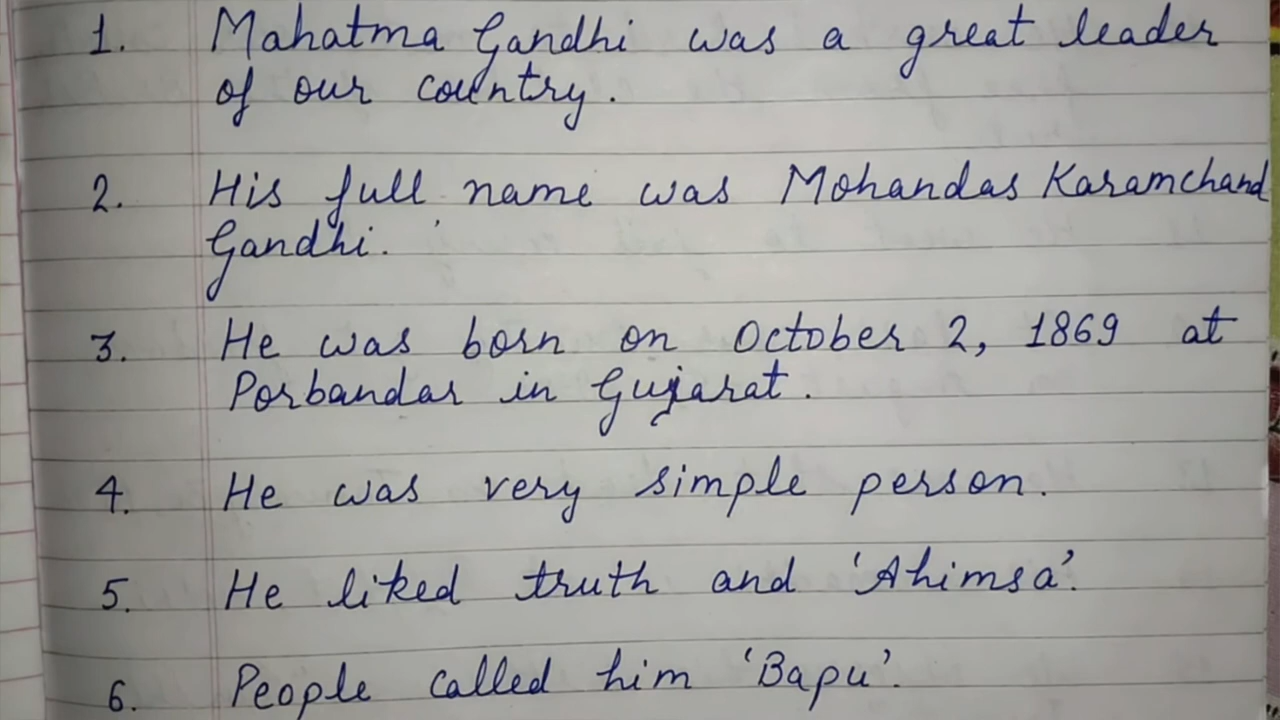 1. Mahatma Gandhi was a great leader
of our country.
2. His full name was Mohandas Karamchand
Gandhi.
3. He was born on October 2, 1869 at
Porbandar in Gujarat.
4. He was very simple person.
5. He liked truth and 'Ahimsa'.
6. People called him 'Bapu'.